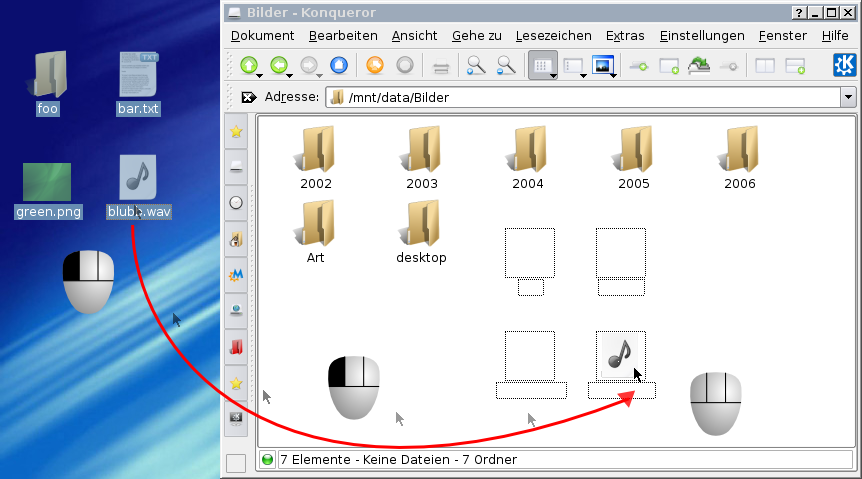 Bilder - Konqueror
Dokument Bearbeiten Ansicht Gehe zu Lesezeichen Extras Einstellungen Fenster Hilfe
Adresse: /mnt/data/Bilder
foo bar.txt
TXT
green.png blubb.wav
2002 2003 2004 2005 2006
Art desktop
7 Elemente - Keine Dateien - 7 Ordner